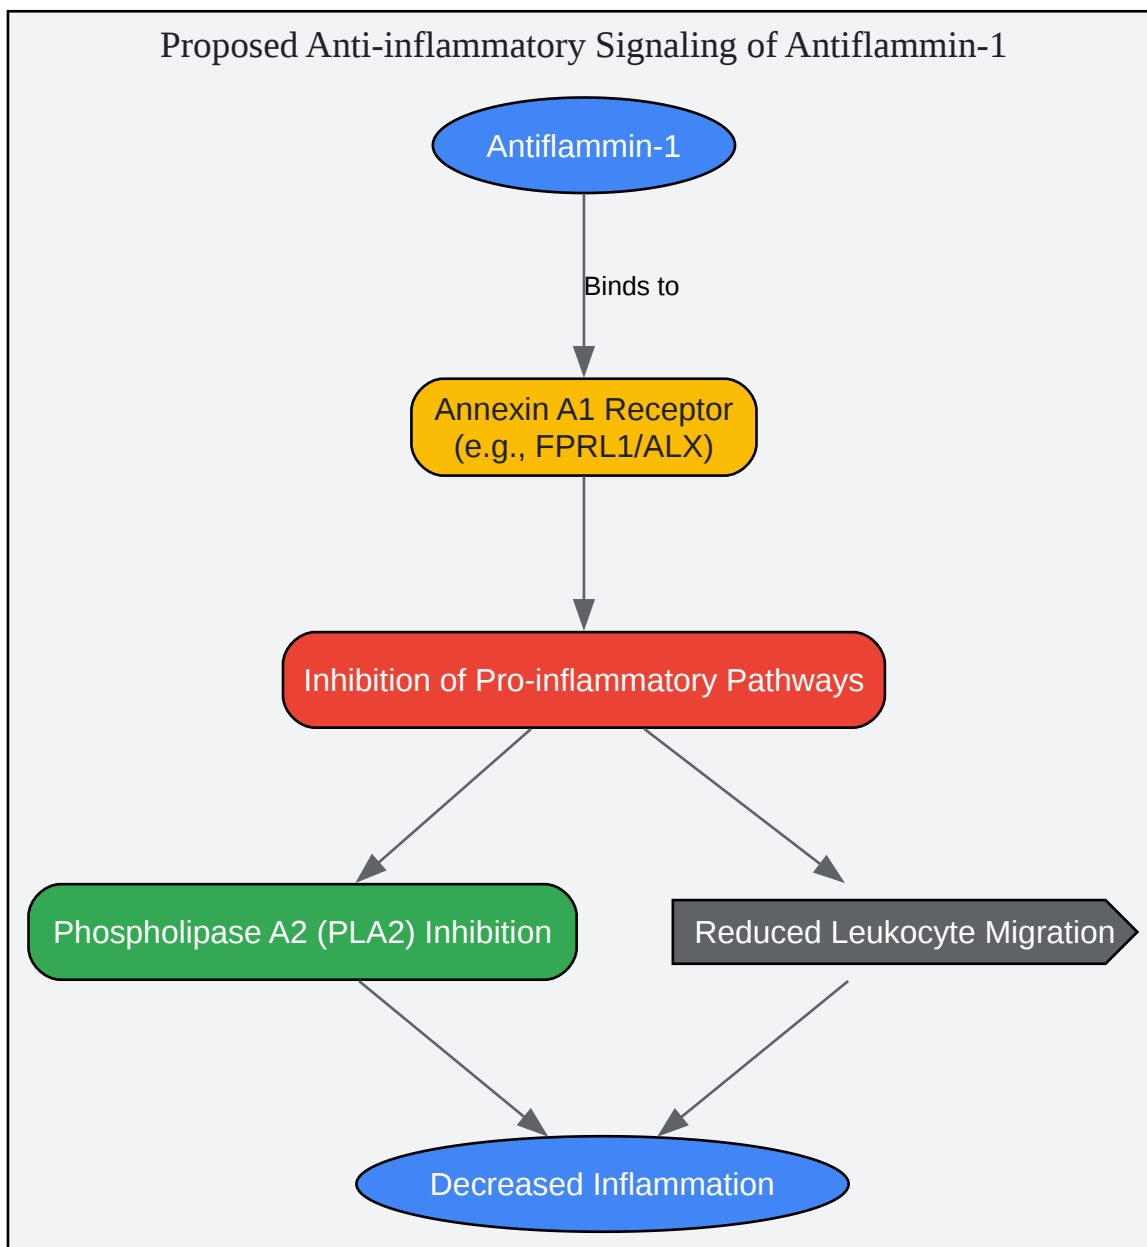 Proposed Anti-inflammatory Signaling of Antiflammin-1
Antiflammin-1
Binds to
Annexin A1 Receptor
(e.g., FPRL1/ALX)
Inhibition of Pro-inflammatory Pathways
Phospholipase A2 (PLA2) Inhibition
Reduced Leukocyte Migration
Decreased Inflammation